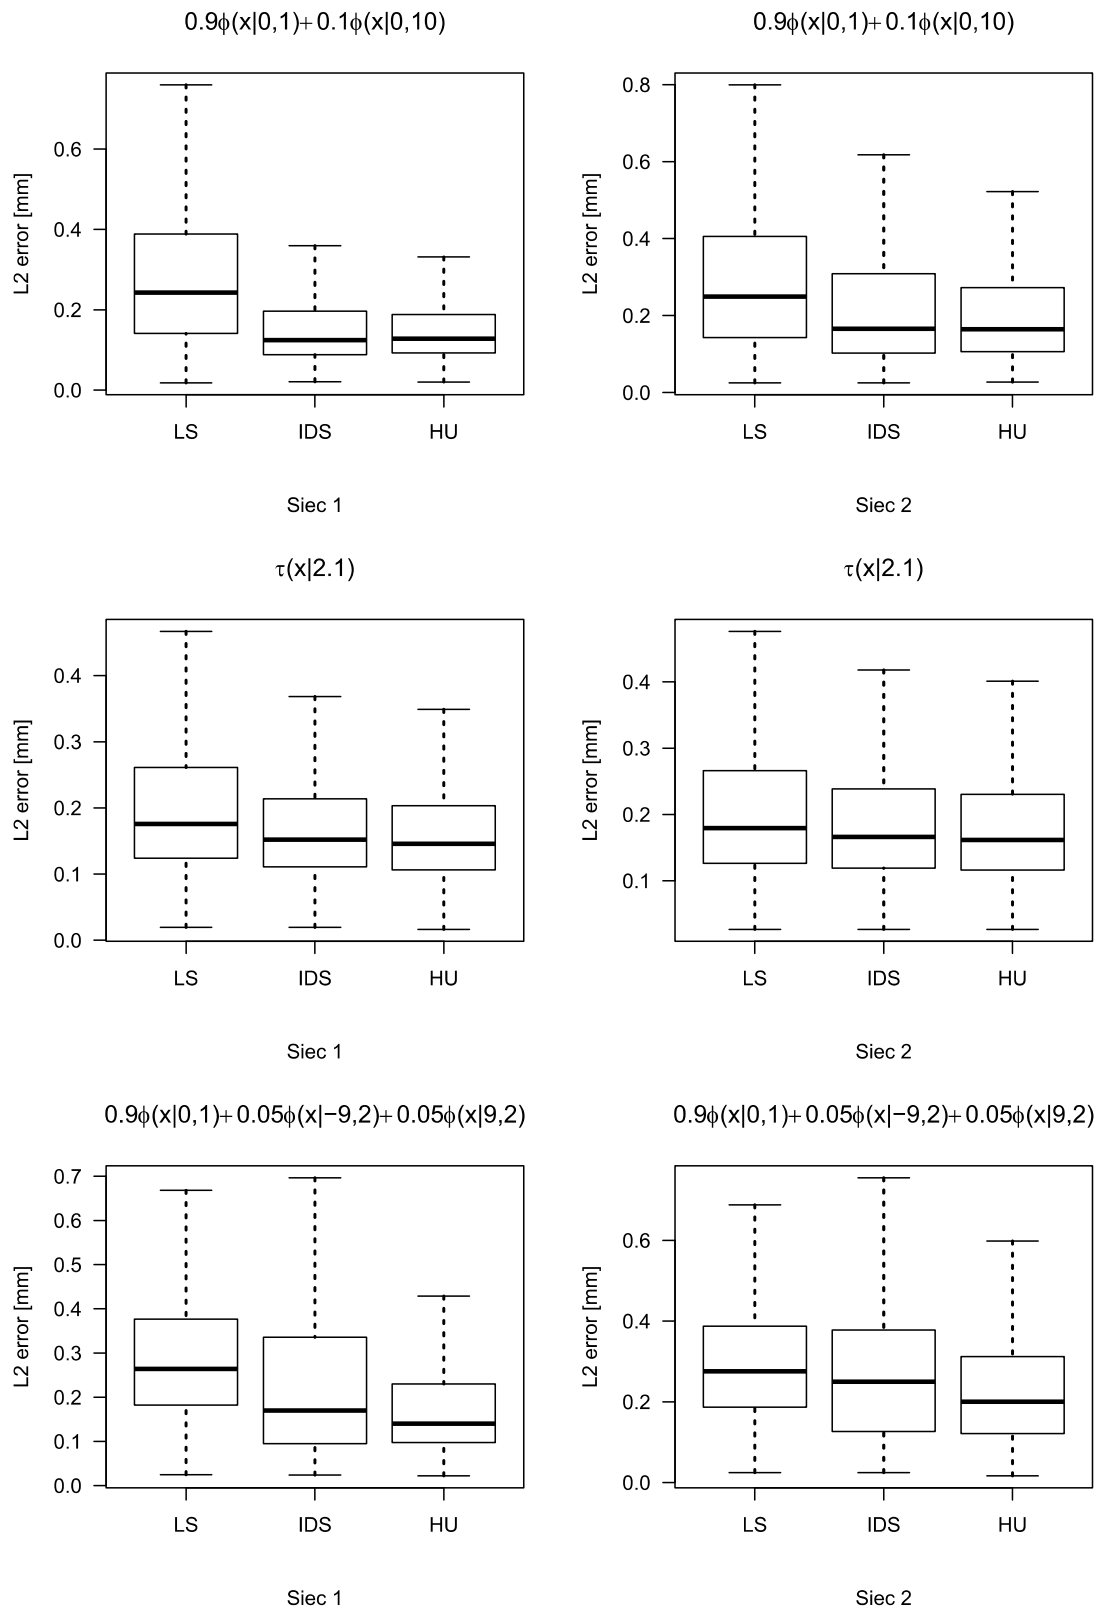 0.9ϕ(x|0,1)+0.1ϕ(x|0,10)
L2 error [mm]
0.6
0.4
0.2
0.0
LS IDS HU
Siec 1
0.9ϕ(x|0,1)+0.1ϕ(x|0,10)
L2 error [mm]
0.8
0.6
0.4
0.2
0.0
LS IDS HU
Siec 2
τ(x|2.1)
L2 error [mm]
0.4
0.3
0.2
0.1
0.0
LS IDS HU
Siec 1
τ(x|2.1)
L2 error [mm]
0.4
0.3
0.2
0.1
LS IDS HU
Siec 2
0.9ϕ(x|0,1)+0.05ϕ(x|−9,2)+0.05ϕ(x|9,2)
L2 error [mm]
0.7
0.6
0.5
0.4
0.3
0.2
0.1
0.0
LS IDS HU
Siec 1
0.9ϕ(x|0,1)+0.05ϕ(x|−9,2)+0.05ϕ(x|9,2)
L2 error [mm]
0.6
0.4
0.2
0.0
LS IDS HU
Siec 2